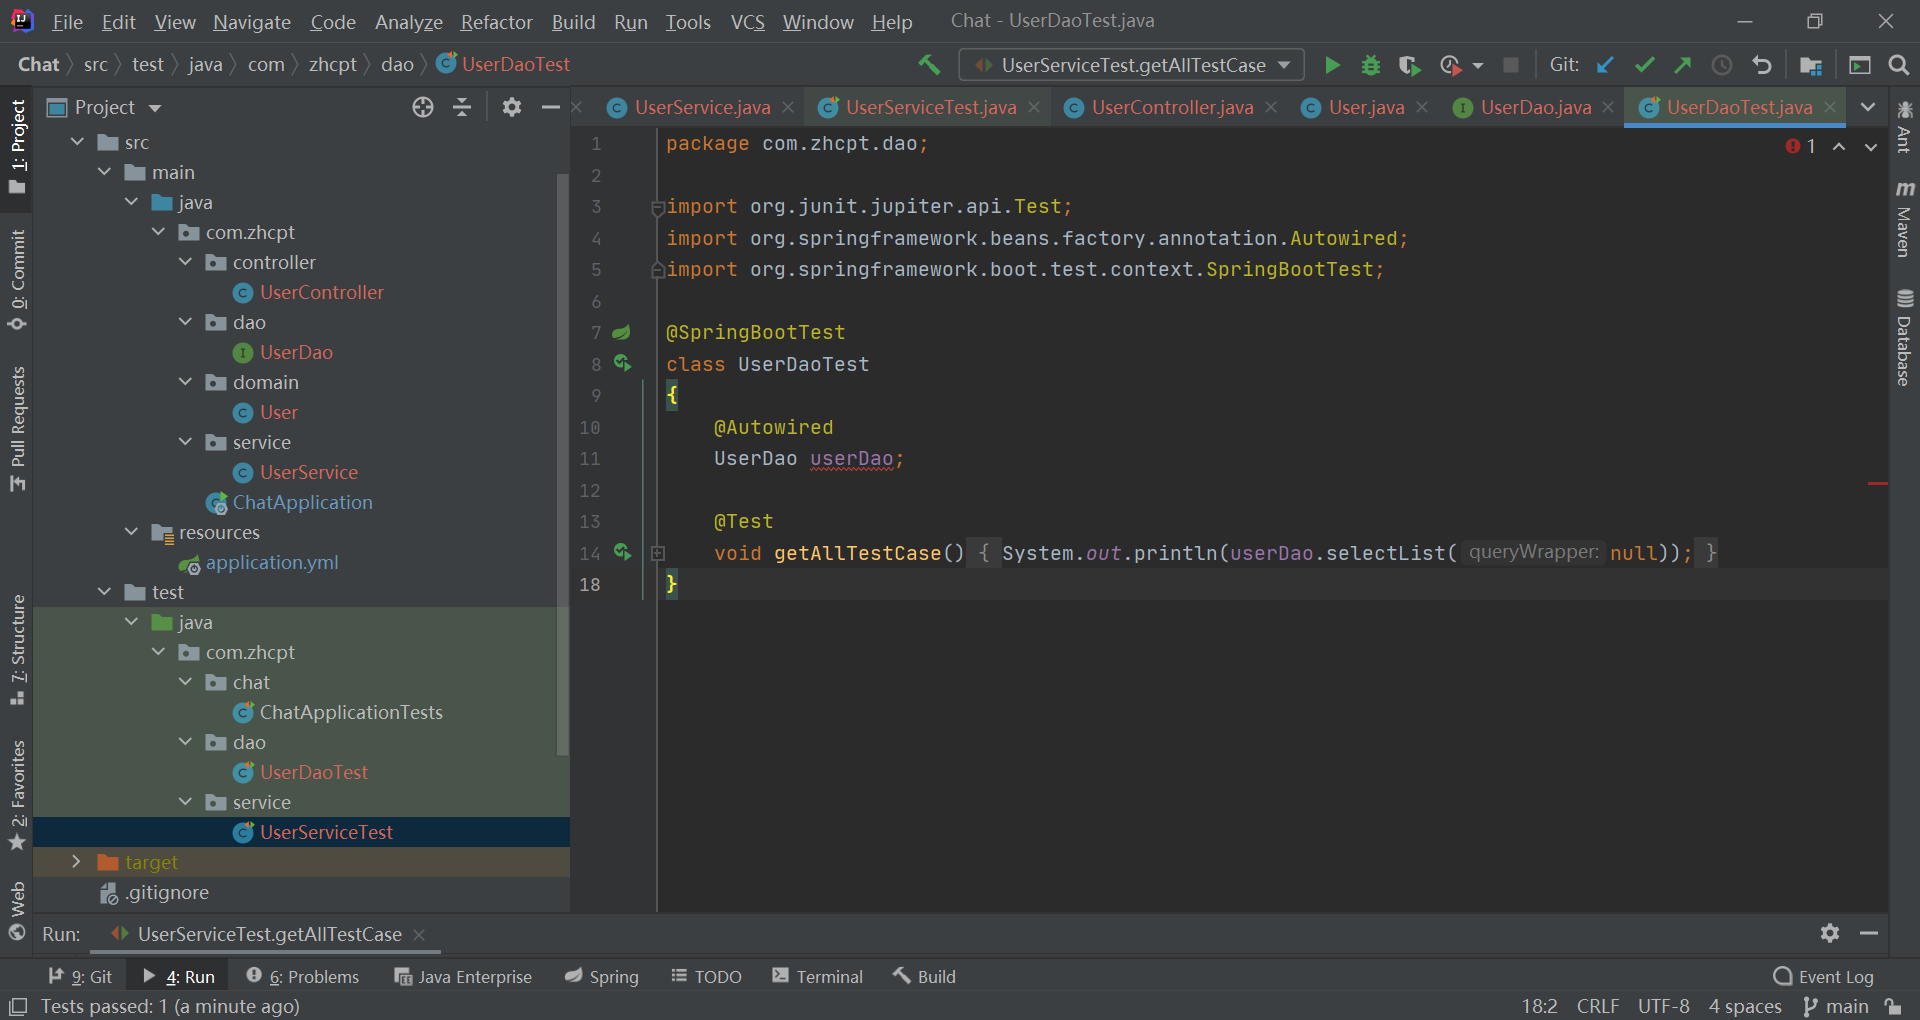 File Edit View Navigate Code Analyze Refactor Build Run Tools VCS Window Help Chat - UserDaoTest.java
Chat src test java com zhcpt dao UserDaoTest UserServiceTest.getAllTestCase Git:
Project
UserService.java UserServiceTest.java UserController.java User.java UserDao.java UserDaoTest.java
1: Project
0: Commit
Pull Requests
7: Structure
2: Favorites
Web
src
main
java
com.zhcpt
controller
UserController
dao
UserDao
domain
User
service
UserService
ChatApplication
resources
application.yml
test
java
com.zhcpt
chat
ChatApplicationTests
dao
UserDaoTest
service
UserServiceTest
target
.gitignore
1 package com.zhcpt.dao;
2
3 import org.junit.jupiter.api.Test;
4 import org.springframework.beans.factory.annotation.Autowired;
5 import org.springframework.boot.test.context.SpringBootTest;
6
7 @SpringBootTest
8 class UserDaoTest
9 {
10 @Autowired
11 UserDao userDao;
12
13 @Test
14 void getAllTestCase() { System.out.println(userDao.selectList( queryWrapper: null)); }
18 }
1
Ant
Maven
Database
Run: UserServiceTest.getAllTestCase
9: Git 4: Run 6: Problems Java Enterprise Spring TODO Terminal Build Event Log
Tests passed: 1 (a minute ago) 18:2 CRLF UTF-8 4 spaces main